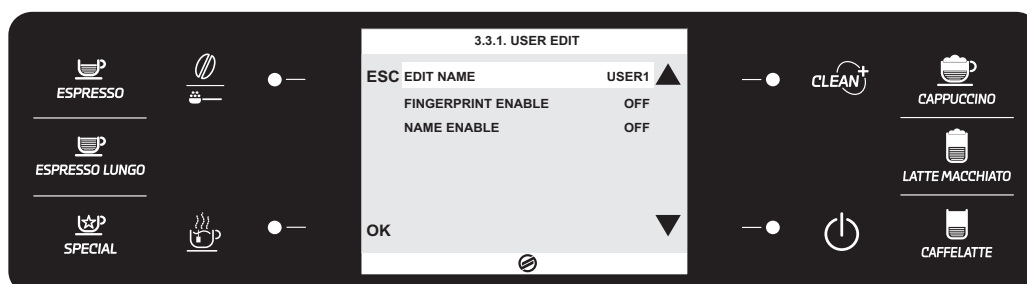 ESPRESSO
ESPRESSO LUNGO
SPECIAL
3.3.1. USER EDIT
ESC EDIT NAME USER1
FINGERPRINT ENABLE OFF
NAME ENABLE OFF
OK
CLEAN+
CAPPUCCINO
LATTE MACCHIATO
CAFFELATTE